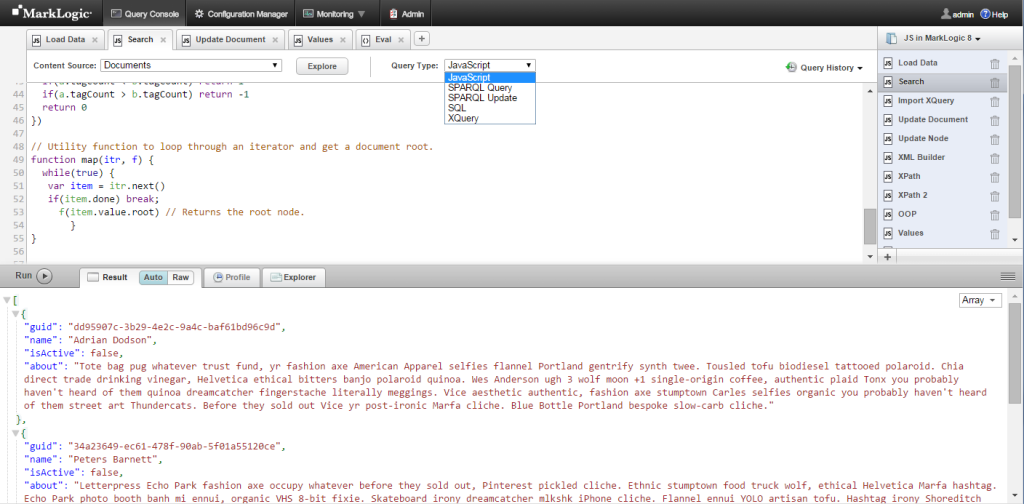 MarkLogic Query Console Configuration Manager Monitoring Admin admin Help
Load Data Search Update Document Values Eval JS in MarkLogic 8
Content Source: Documents Explore Query Type: JavaScript Query History
JavaScript
SPARQL Query
SPARQL Update
SQL
XQuery
44 if(a.tagCount > b.tagCount) return -1
45 return 0
46 })
47
48 // Utility function to loop through an iterator and get a document root.
49 function map(itr, f) {
50 while(true) {
51 var item = itr.next()
52 if(item.done) break;
53 f(item.value.root) // Returns the root node.
54 }
55 }
56
Load Data
Search
Import XQuery
Update Document
Update Node
XML Builder
XPath
XPath 2
OOP
Values
Run Result Auto Raw Profile Explorer
Array
[
{
"guid": "dd95907c-3b29-4e2c-9a4c-baf61bd96c9d",
"name": "Adrian Dodson",
"isActive": false,
"about": "Tote bag pug whatever trust fund, yr fashion axe American Apparel selfies flannel Portland gentrify synth twee. Tousled tofu biodiesel tattooed polaroid. Chia
direct trade drinking vinegar, Helvetica ethical bitters banjo polaroid quinoa. Wes Anderson ugh 3 wolf moon +1 single-origin coffee, authentic plaid Tonx you probably
haven't heard of them quinoa dreamcatcher fingerstache literally meggings. Vice aesthetic authentic, fashion axe stumptown Carles selfies organic you probably haven't heard
of them street art Thundercats. Before they sold out Vice yr post-ironic Marfa cliche. Blue Bottle Portland bespoke slow-carb cliche."
},
{
"guid": "34a23649-ec61-478f-90ab-5f01a55120ce",
"name": "Peters Barnett",
"isActive": false,
"about": "Letterpress Echo Park fashion axe occupy whatever before they sold out, Pinterest pickled cliche. Ethnic stumptown food truck wolf, ethical Helvetica Marfa hashtag.
Echo Park photo booth banh mi ennui, organic VHS 8-bit fixie. Skateboard irony dreamcatcher mlkshk iPhone cliche. Flannel ennui YOLO artisan tofu. Hashtag irony Shoreditch